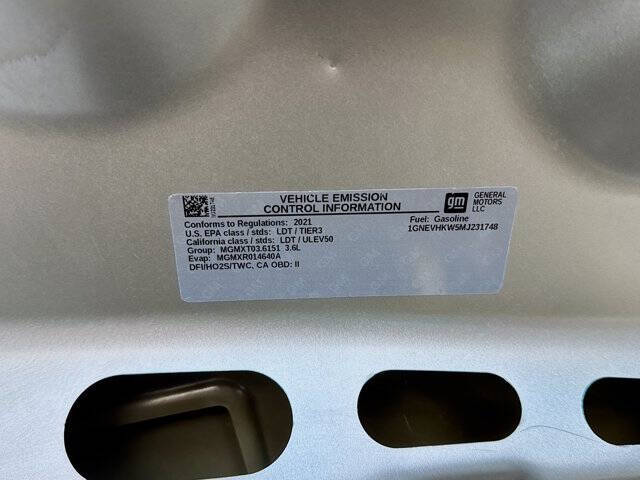 VEHICLE EMISSION
CONTROL INFORMATION
gm
GENERAL
MOTORS
LLC
Conforms to Regulations: 2021
Fuel: Gasoline
U.S. EPA class / stds: LDT / TIER3
1GNEVHKW5MJ231748
California class / stds: LDT / ULEV50
Group: MGMXT03.6151 3.6L
Evap: MGMXR014640A
DFI/HO2S/TWC, CA OBD: II